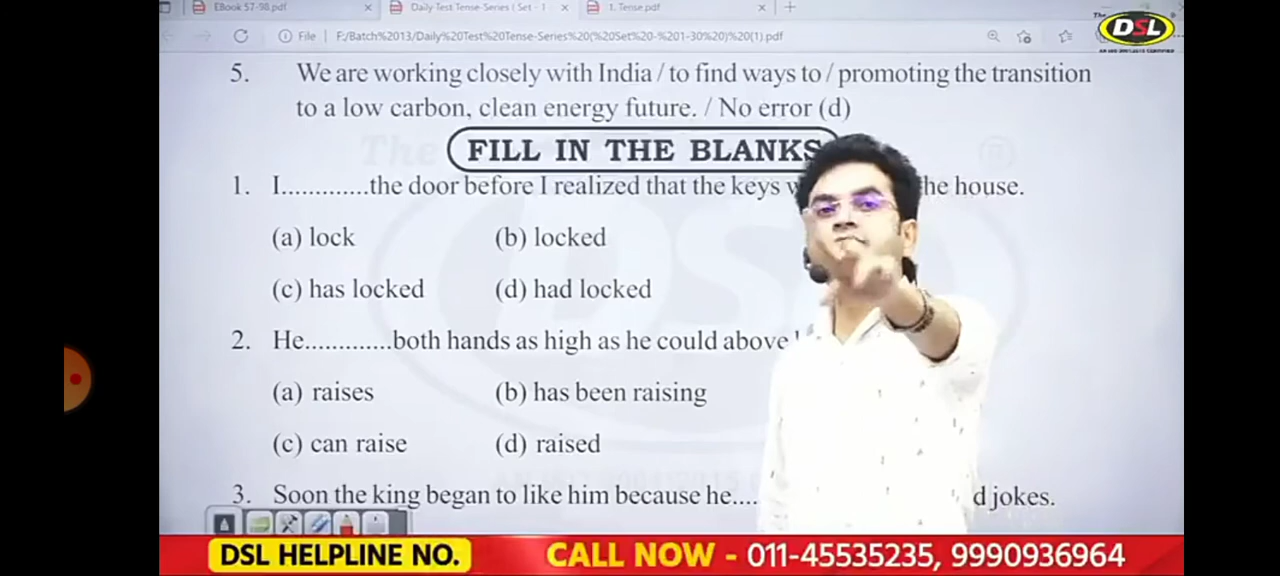 EBook 57-98.pdf
Daily Test Tense-Series ( Set - 1
1. Tense.pdf
File | F:/Batch%2013/Daily%20Test%20Tense-Series%20(%20Set%20-%201-30%20)%20(1).pdf
The
DSL
5. We are working closely with India / to find ways to / promoting the transition
to a low carbon, clean energy future. / No error (d)
The
FILL IN THE BLANKS
1. I.............the door before I realized that the keys he house.
(a) lock (b) locked
(c) has locked (d) had locked
2. He.............both hands as high as he could above
(a) raises (b) has been raising
(c) can raise (d) raised
3. Soon the king began to like him because he.... d jokes.
DSL HELPLINE NO. CALL NOW - 011-45535235, 9990936964